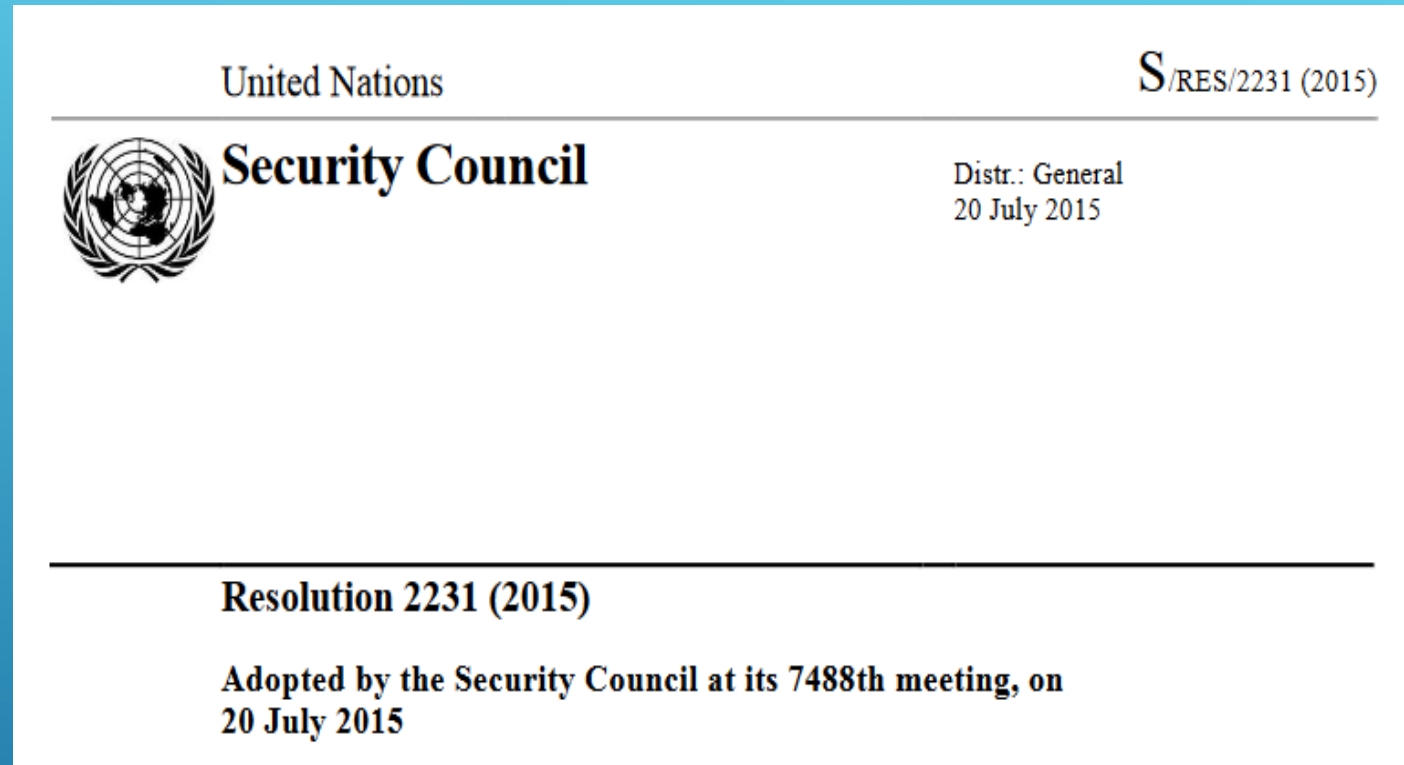 United Nations
S/RES/2231 (2015)
Security Council
Distr.: General
20 July 2015
Resolution 2231 (2015)
Adopted by the Security Council at its 7488th meeting, on
20 July 2015